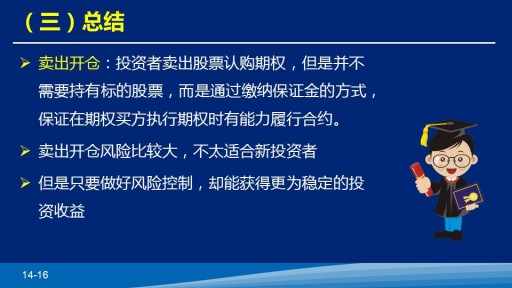 （三）总结
卖出开仓：投资者卖出股票认购期权，但是并不
需要持有标的股票，而是通过缴纳保证金的方式，
保证在期权买方执行期权时有能力履行合约。
卖出开仓风险比较大，不太适合新投资者
但是只要做好风险控制，却能获得更为稳定的投
资收益
14-16